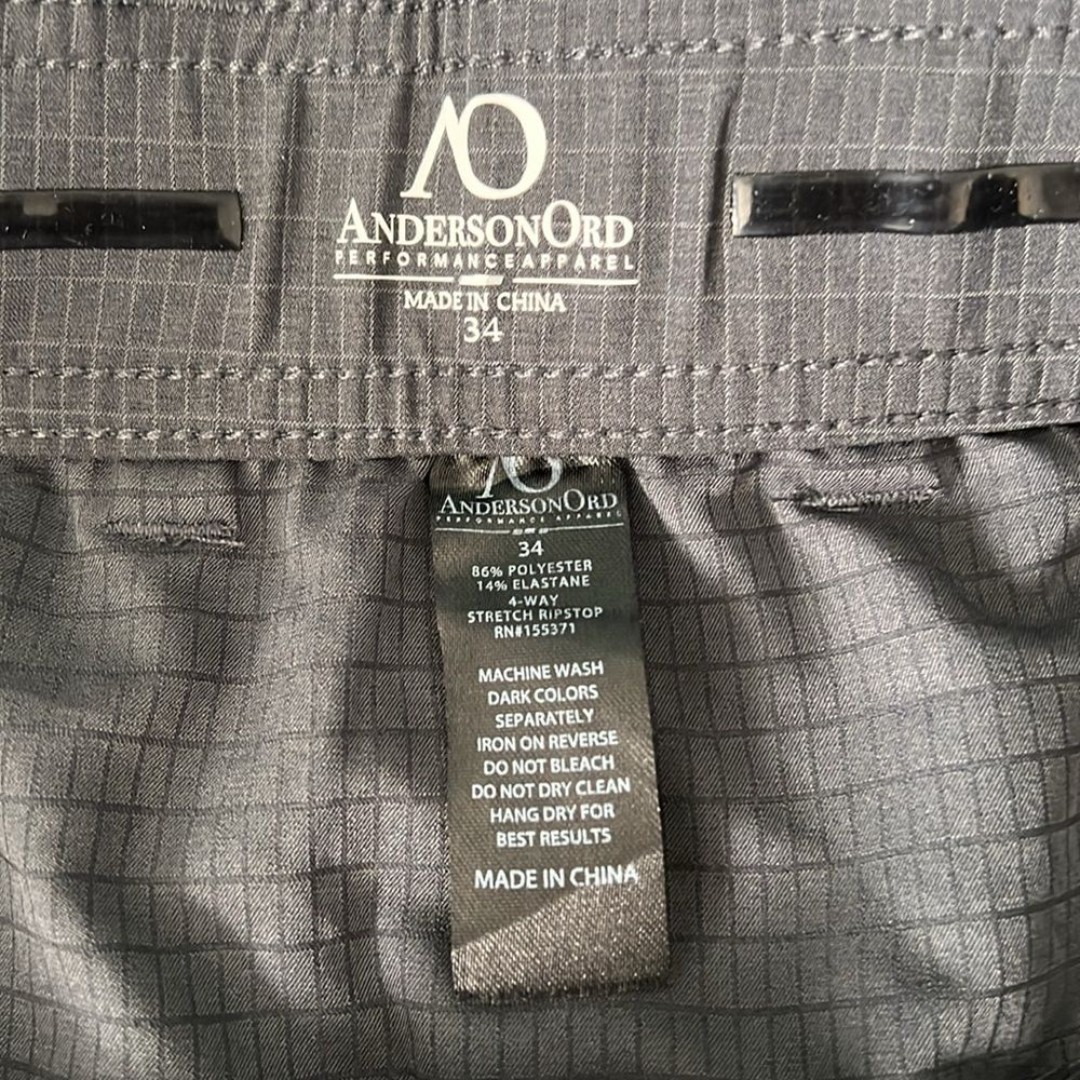 AO
ANDERSONORD
PERFORMANCE APPAREL
MADE IN CHINA
34
AO
ANDERSONORD
PERFORMANCE APPAREL
34
86% POLYESTER
14% ELASTANE
4-WAY
STRETCH RIPSTOP
RN#155371
MACHINE WASH
DARK COLORS
SEPARATELY
IRON ON REVERSE
DO NOT BLEACH
DO NOT DRY CLEAN
HANG DRY FOR
BEST RESULTS
MADE IN CHINA